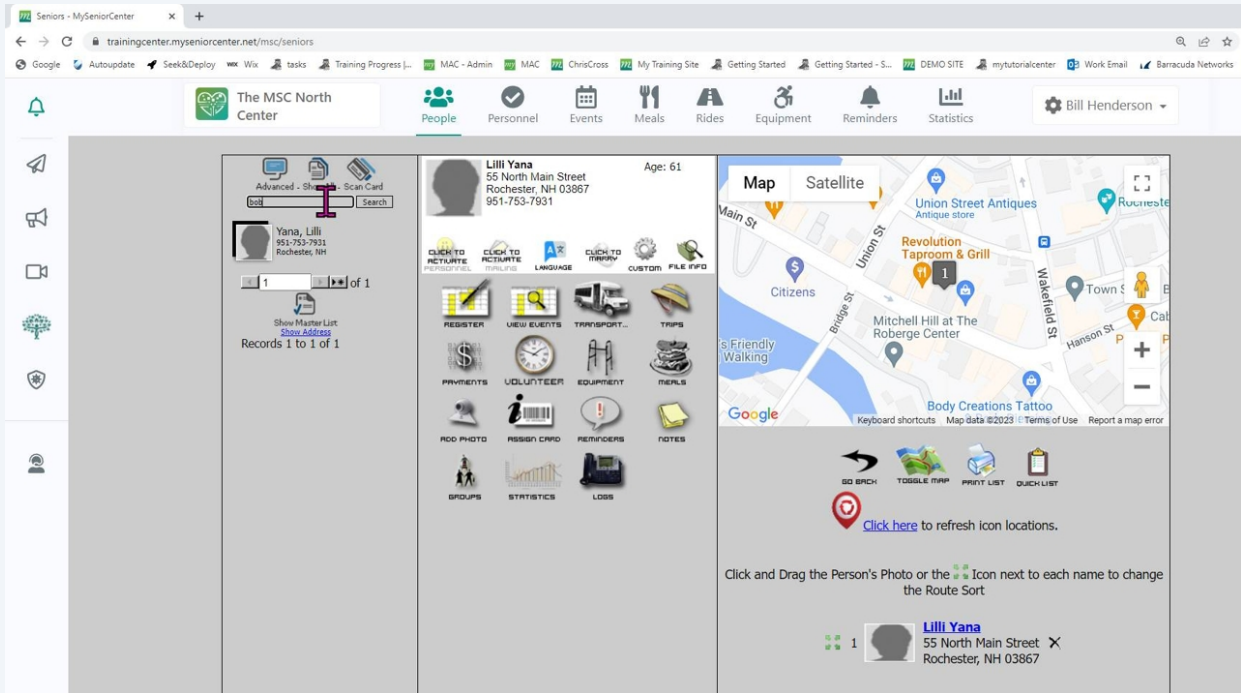 Seniors - MySeniorCenter
trainingcenter.myseniorcenter.net/msc/seniors
Google Autoupdate Seek&Deploy Wix Wix tasks Training Progress |... MAC - Admin MAC ChrisCross My Training Site Getting Started Getting Started - S... DEMO SITE mytutorialcenter Work Email Barracuda Networks
The MSC North
Center
People Personnel Events Meals Rides Equipment Reminders Statistics
Bill Henderson
Advanced - Show All - Scan Card
bob Search
Yana, Lilli
951-753-7931
Rochester, NH
1 of 1
Show Master List
Show Address
Records 1 to 1 of 1
Lilli Yana Age: 61
55 North Main Street
Rochester, NH 03867
951-753-7931
CLICK TO ACTIVATE PERSONNEL
CLICK TO ACTIVATE MAILING
LANGUAGE
CLICK TO MARRY
CUSTOM
FILE INFO
REGISTER VIEW EVENTS TRANSPORT... TRIPS
PAYMENTS VOLUNTEER EQUIPMENT MEALS
ADD PHOTO ASSIGN CARD REMINDERS NOTES
GROUPS STATISTICS LOGS
Map Satellite
Main St
Union St
Union Street Antiques
Antique store
Rocheste
Revolution
Taproom & Grill
1
Citizens
Bridge St
Wakefield St
Town
Mitchell Hill at The
Roberge Center
Hanson St
Cab
's Friendly
Walking
Body Creations Tattoo
Google
Keyboard shortcuts Map data ©2023 Terms of Use Report a map error
GO BACK TOGGLE MAP PRINT LIST QUICK LIST
Click here to refresh icon locations.
Click and Drag the Person's Photo or the Icon next to each name to change
the Route Sort
1 Lilli Yana
55 North Main Street
Rochester, NH 03867